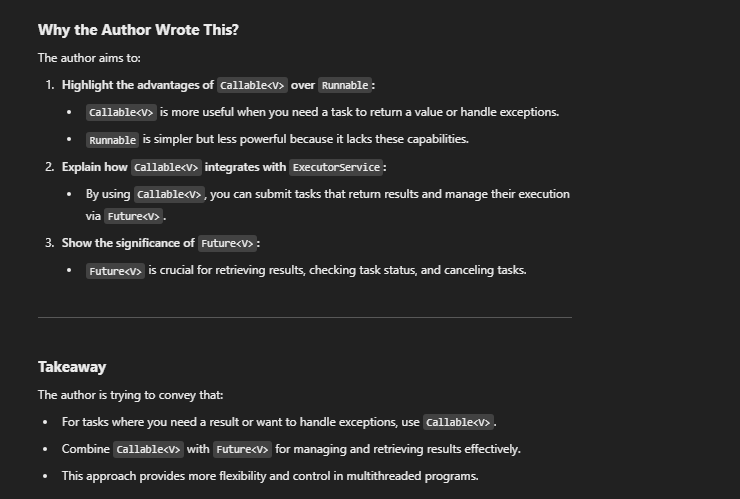 Why the Author Wrote This?
The author aims to:
1. Highlight the advantages of Callable<V> over Runnable:
• Callable<V> is more useful when you need a task to return a value or handle exceptions.
• Runnable is simpler but less powerful because it lacks these capabilities.
2. Explain how Callable<V> integrates with ExecutorService:
• By using Callable<V>, you can submit tasks that return results and manage their execution
via Future<V>.
3. Show the significance of Future<V>:
• Future<V> is crucial for retrieving results, checking task status, and canceling tasks.
Takeaway
The author is trying to convey that:
• For tasks where you need a result or want to handle exceptions, use Callable<V>.
• Combine Callable<V> with Future<V> for managing and retrieving results effectively.
• This approach provides more flexibility and control in multithreaded programs.